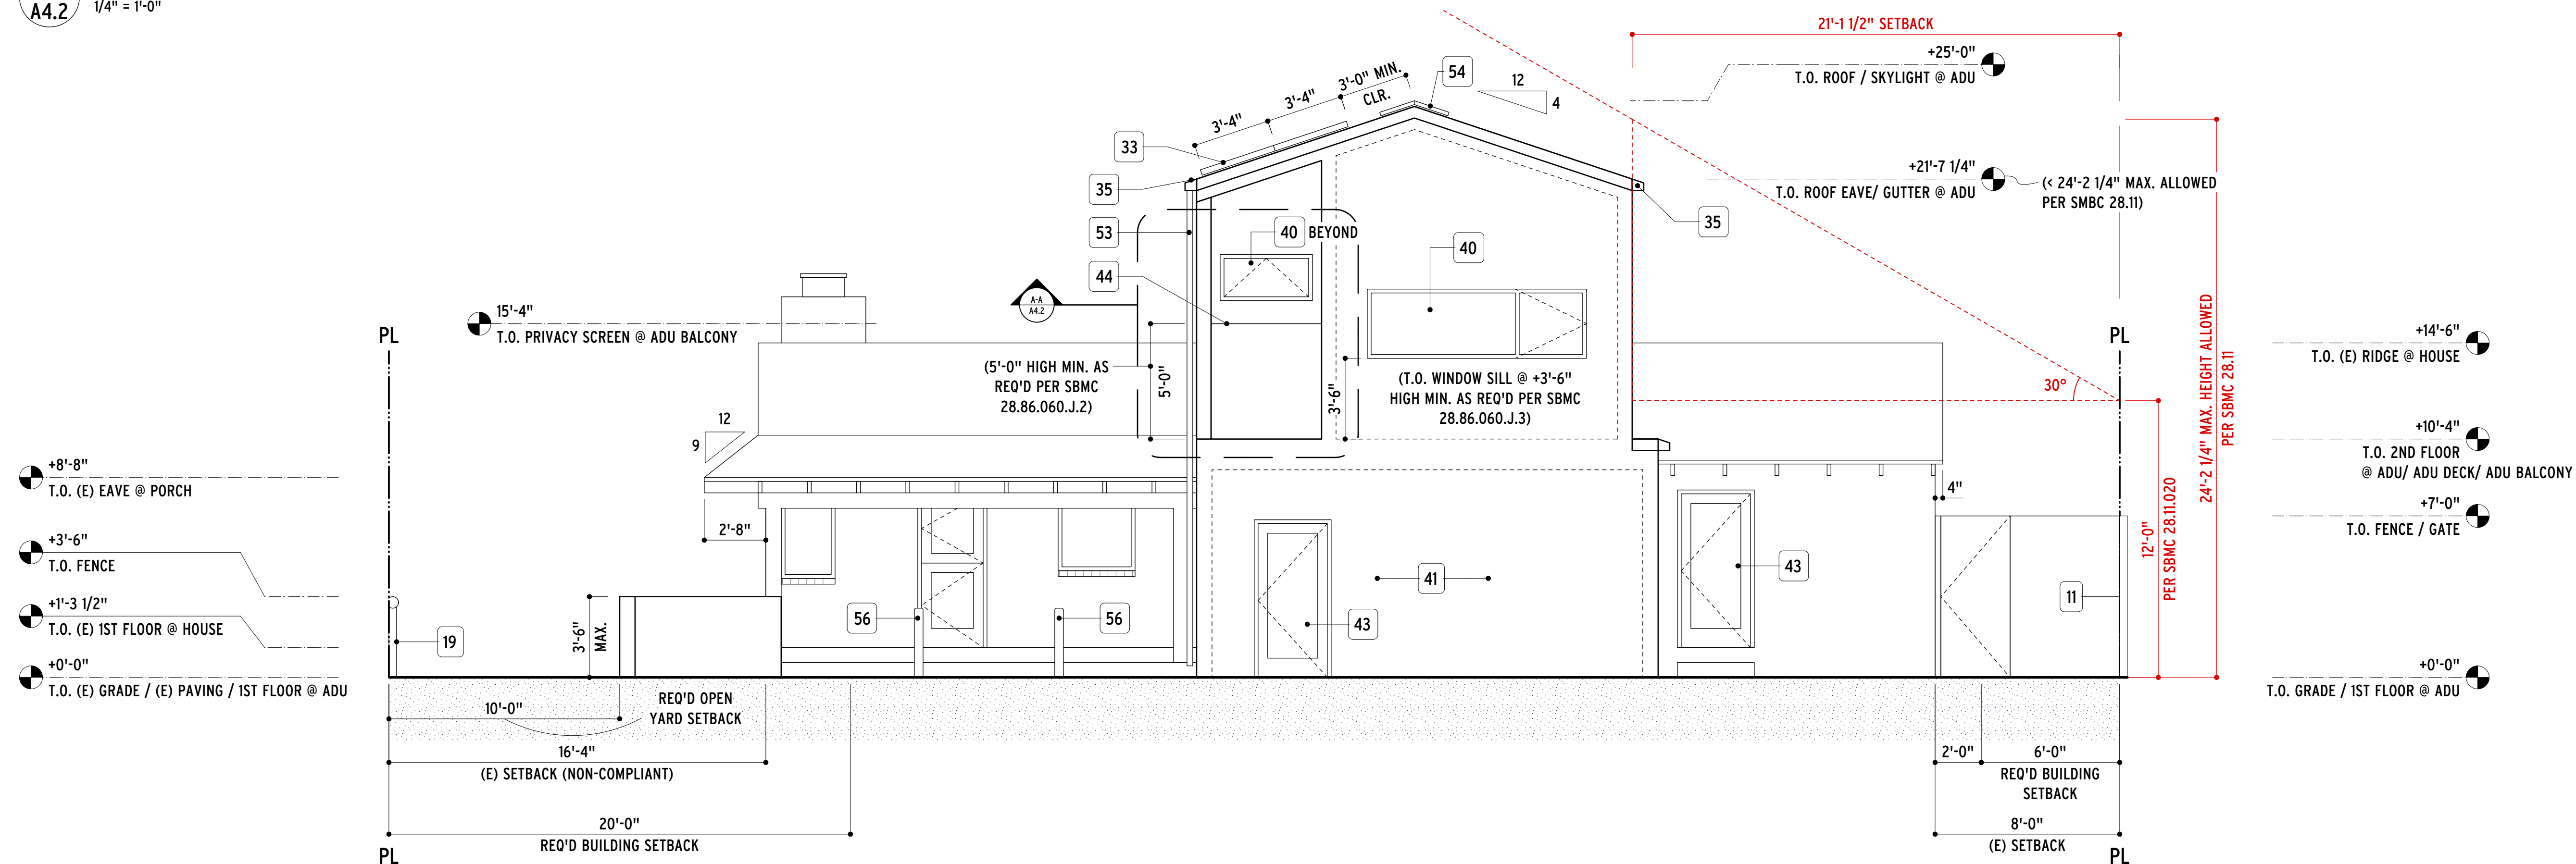 A4.2
1/4" = 1'-0"
21'-1 1/2" SETBACK
+25'-0"
T.O. ROOF / SKYLIGHT @ ADU
3'-4"
3'-4"
3'-0" MIN.
CLR.
54
12
4
33
35
53
44
40 BEYOND
40
35
+21'-7 1/4"
T.O. ROOF EAVE/ GUTTER @ ADU
(< 24'-2 1/4" MAX. ALLOWED
PER SMBC 28.11)
A-A
A4.2
15'-4"
T.O. PRIVACY SCREEN @ ADU BALCONY
PL
PL
(5'-0" HIGH MIN. AS
REQ'D PER SBMC
28.86.060.J.2)
5'-0"
3'-6"
(T.O. WINDOW SILL @ +3'-6"
HIGH MIN. AS REQ'D PER SBMC
28.86.060.J.3)
30°
24'-2 1/4" MAX. HEIGHT ALLOWED
PER SBMC 28.11
12'-0"
PER SBMC 28.11.020
+14'-6"
T.O. (E) RIDGE @ HOUSE
+10'-4"
T.O. 2ND FLOOR
@ ADU/ ADU DECK/ ADU BALCONY
+7'-0"
T.O. FENCE / GATE
+0'-0"
T.O. GRADE / 1ST FLOOR @ ADU
12
9
+8'-8"
T.O. (E) EAVE @ PORCH
+3'-6"
T.O. FENCE
+1'-3 1/2"
T.O. (E) 1ST FLOOR @ HOUSE
+0'-0"
T.O. (E) GRADE / (E) PAVING / 1ST FLOOR @ ADU
2'-8"
4"
19
3'-6"
MAX.
56
56
43
41
43
11
10'-0"
REQ'D OPEN
YARD SETBACK
16'-4"
(E) SETBACK (NON-COMPLIANT)
20'-0"
REQ'D BUILDING SETBACK
PL
2'-0"
6'-0"
REQ'D BUILDING
SETBACK
8'-0"
(E) SETBACK
PL